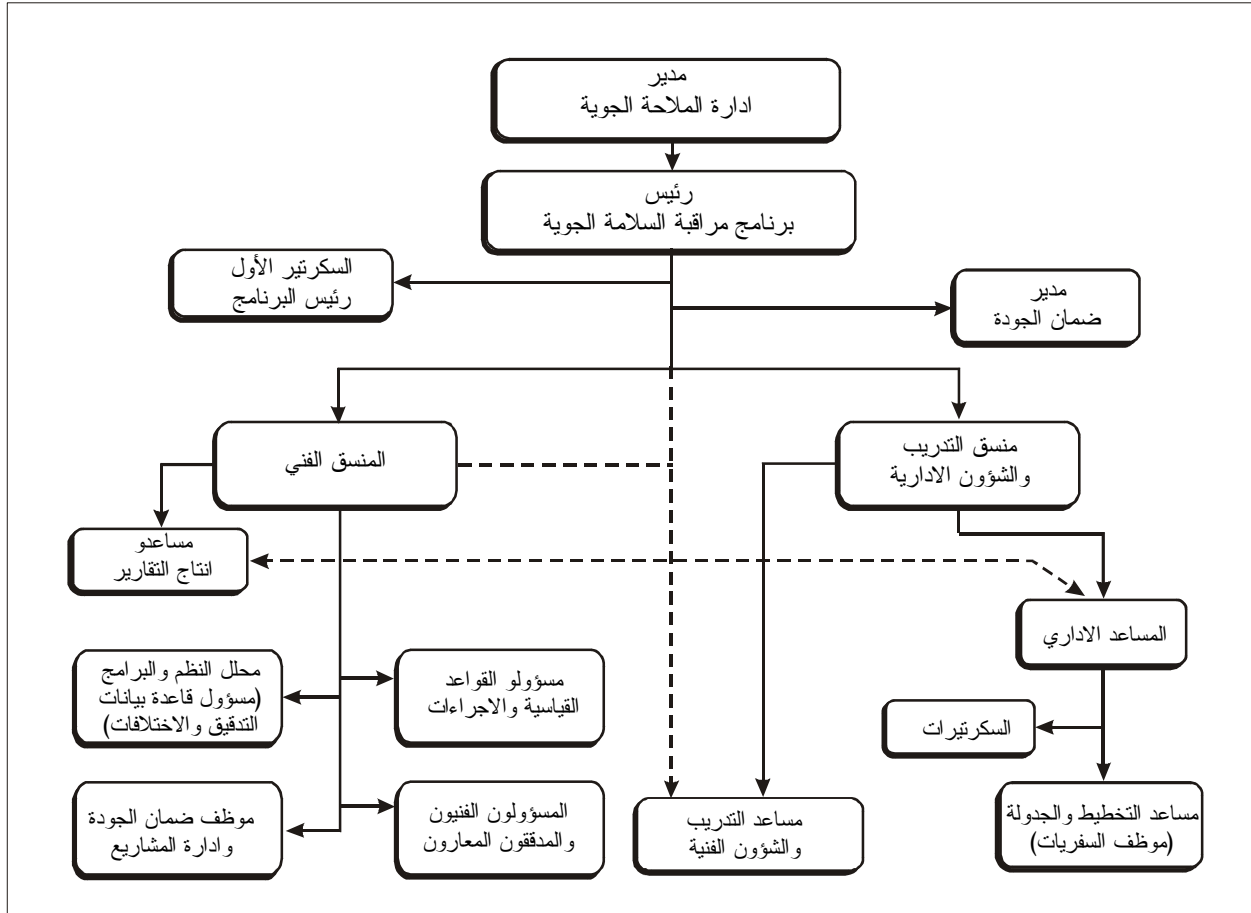 مدير
ادارة الملاحة الجوية
رئيس
برنامج مراقبة السلامة الجوية
السكرتير الأول
رئيس البرنامج
مدير
ضمان الجودة
منسق التدريب
والشؤون الادارية
المنسق الفني
مساعدو
انتاج التقارير
المساعد الاداري
مسؤولو القواعد
القياسية والاجراءات
محلل النظم والبرامج
(مسؤول قاعدة بيانات
التدقيق والاختلافات)
السكرتيرات
مساعد التخطيط والجدولة
(موظف السفريات)
مساعد التدريب
والشؤون الفنية
المسؤولون الفنيون
والمدققون المعارون
موظف ضمان الجودة
وادارة المشاريع